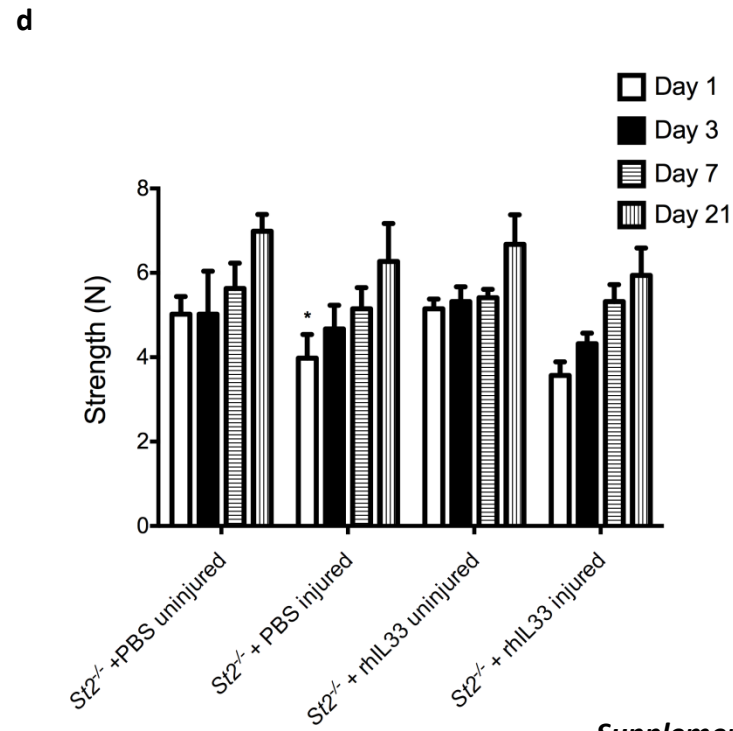 d
Day 1
Day 3
Day 7
Day 21
8
6
4
2
0
Strength (N)
*
St2-/- +PBS uninjured
St2-/- + PBS injured
St2-/- + rhIL33 uninjured
St2-/- + rhIL33 injured